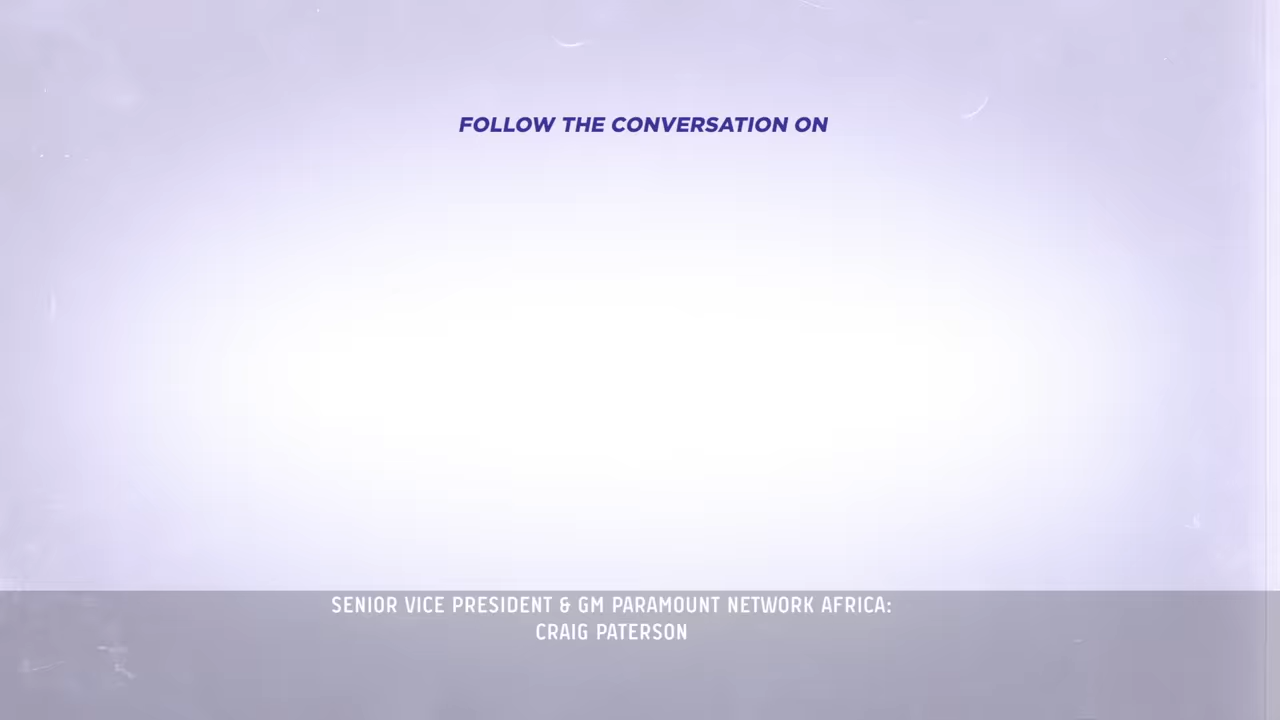 FOLLOW THE CONVERSATION ON
SENIOR VICE PRESIDENT & GM PARAMOUNT NETWORK AFRICA:
CRAIG PATERSON